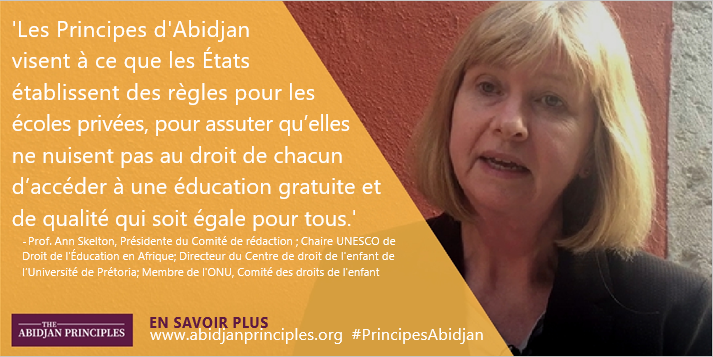 'Les Principes d'Abidjan
visent à ce que les États
établissent des règles pour les
écoles privées, pour assuter qu'elles
ne nuisent pas au droit de chacun
d'accéder à une éducation gratuite et
de qualité qui soit égale pour tous.'
- Prof. Ann Skelton, Présidente du Comité de rédaction ; Chaire UNESCO de
Droit de l'Éducation en Afrique; Directeur du Centre de droit de l'enfant de
l'Université de Prétoria; Membre de l'ONU, Comité des droits de l'enfant
THE
ABIDJAN PRINCIPLES
EN SAVOIR PLUS
www.abidjanprinciples.org #PrincipesAbidjan